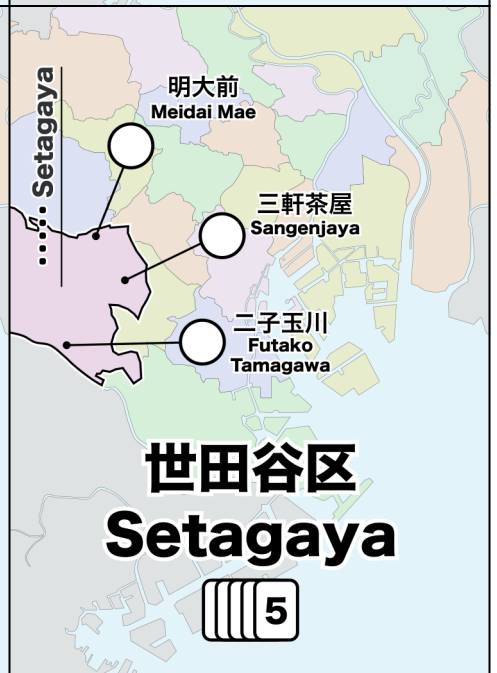 Setagaya
明大前
Meidai Mae
三軒茶屋
Sangenjaya
二子玉川
Futako
Tamagawa
世田谷区
Setagaya
5